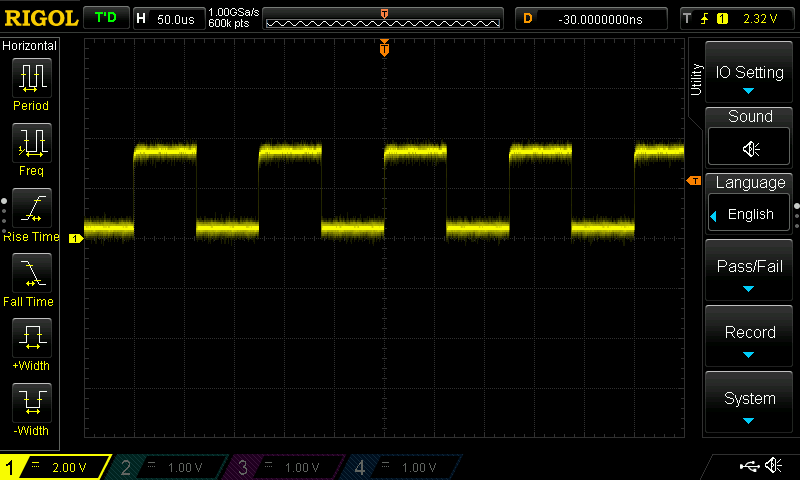 RIGOL T'D H 50.0us 1.00GSa/s D -30.0000000ns T 1 2.32 V
600k pts
T
Horizontal
T
Period
Freq
Rise Time
Fall Time
+Width
-Width
1
T
Utility
IO Setting
Sound
Language
English
Pass/Fail
Record
System
1 2.00 V 2 1.00 V 3 1.00 V 4 1.00 V